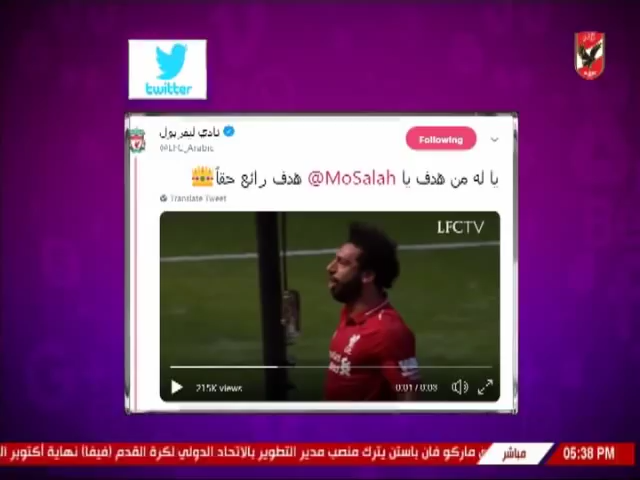 twitter
نادي ليفربول
@LFC_Arabic
Following
يا له من هدف يا @MoSalah هدف رائع حقاً
Translate Tweet
LFCTV
215K views
0:01 / 0:03
ماركو فان باستن يترك منصب مدير التطوير بالاتحاد الدولي لكرة القدم (فيفا) نهاية أكتوبر
مباشر
05:38 PM